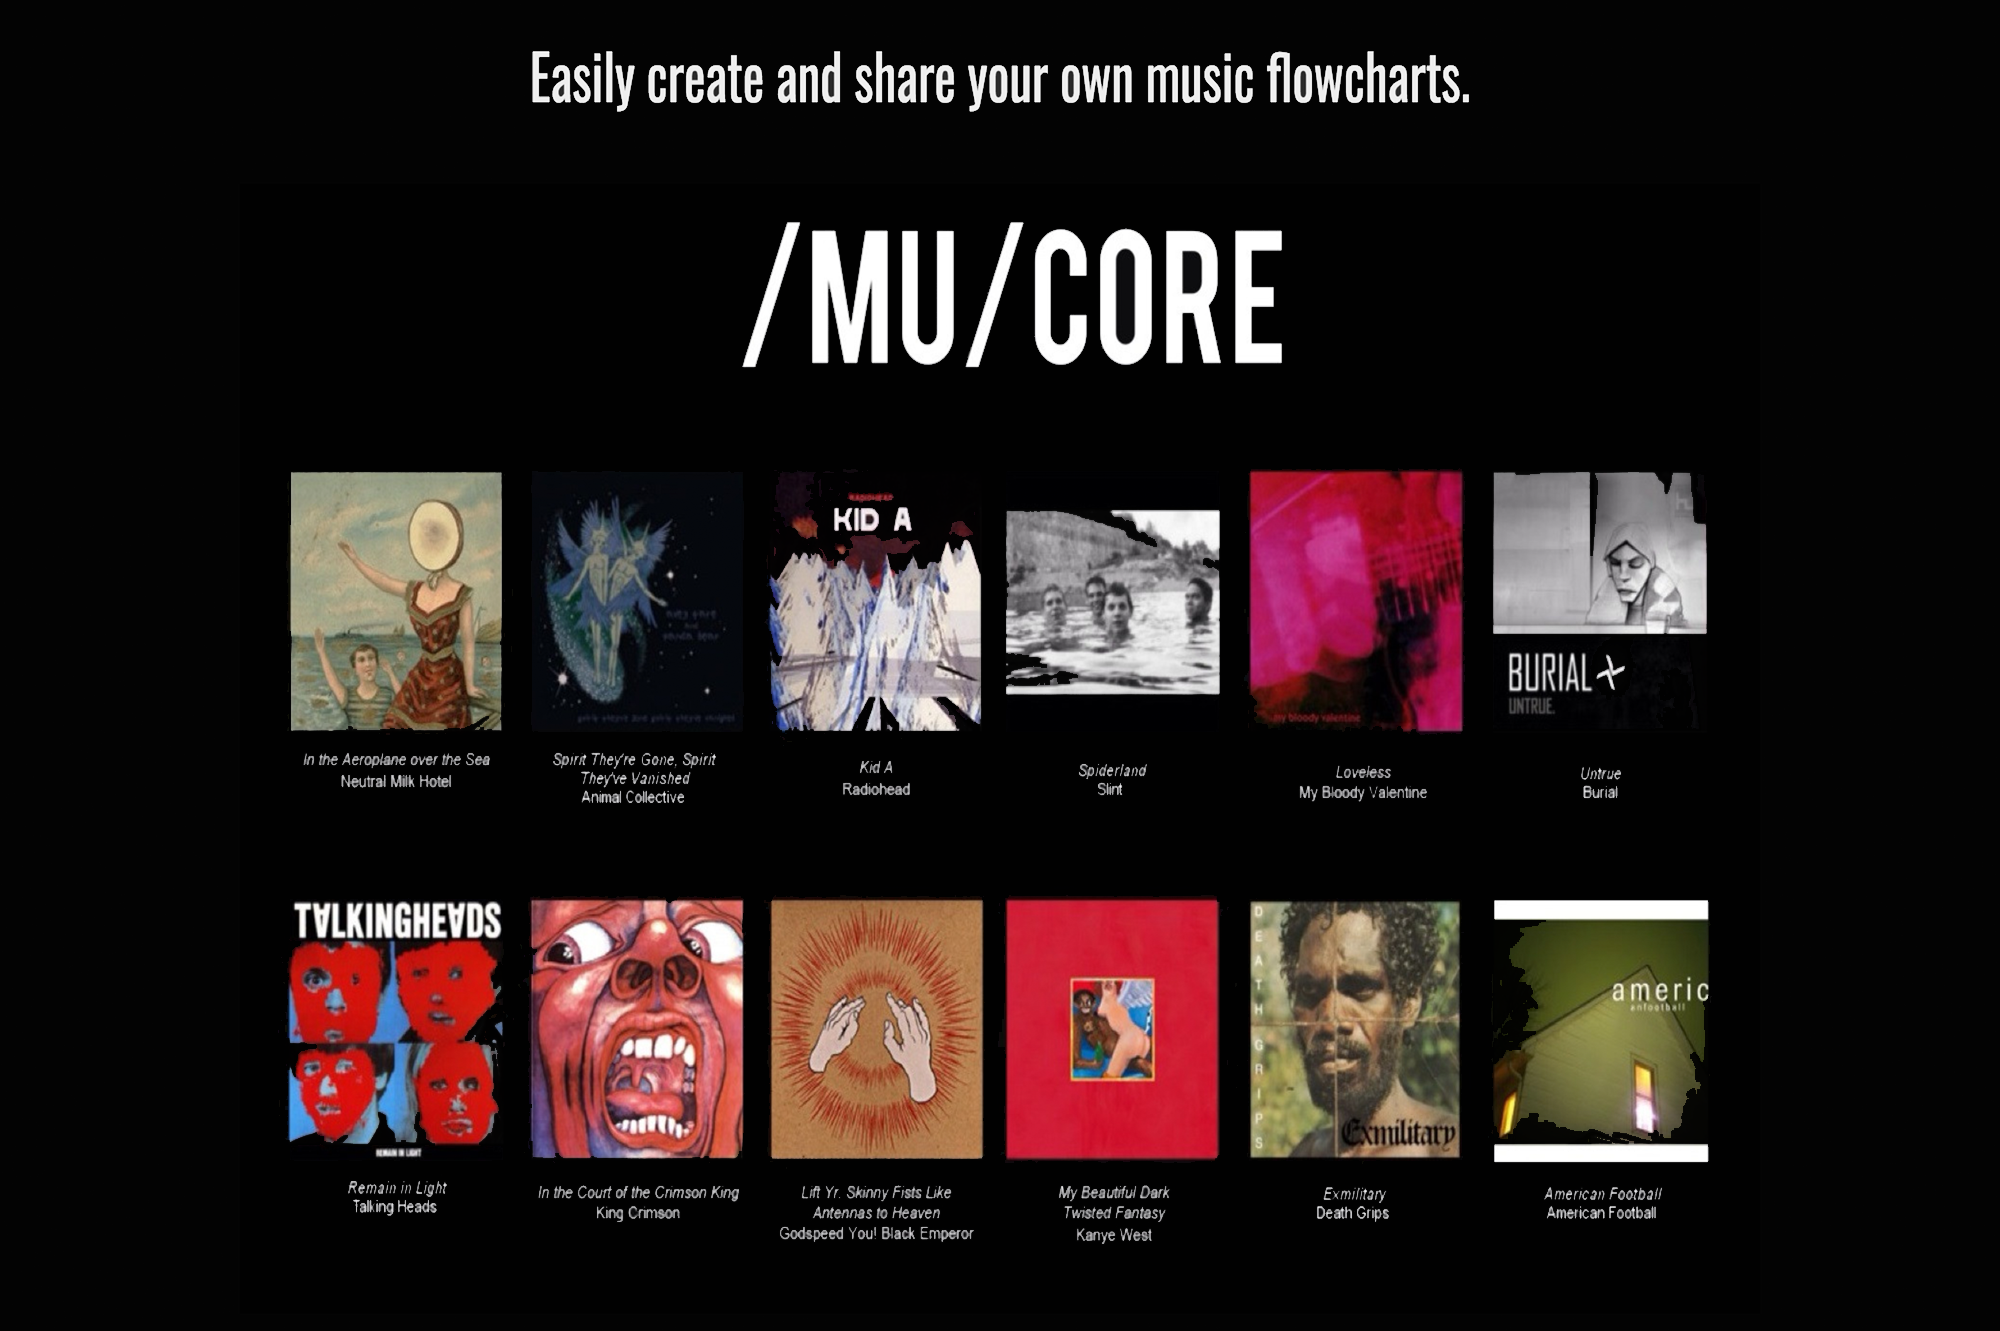 Easily create and share your own music flowcharts.
/MU/CORE
RADIOHEAD
KID A
my bloody valentine
BURIAL
UNTRUE.
In the Aeroplane over the Sea
Neutral Milk Hotel
Spirit They're Gone, Spirit
They've Vanished
Animal Collective
Kid A
Radiohead
Spiderland
Slint
Loveless
My Bloody Valentine
Untrue
Burial
TALKINGHEADS
REMAIN IN LIGHT
DEATH GRIPS
Exmilitary
americ
anfootball
Remain in Light
Talking Heads
In the Court of the Crimson King
King Crimson
Lift Yr. Skinny Fists Like
Antennas to Heaven
Godspeed You! Black Emperor
My Beautiful Dark
Twisted Fantasy
Kanye West
Exmilitary
Death Grips
American Football
American Football